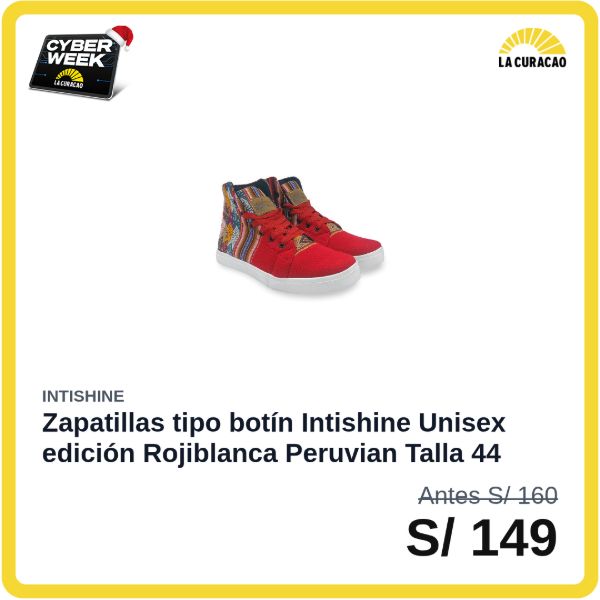 CYBER
WEEK
LA CURACAO
LA CURACAO
INTISHINE
Zapatillas tipo botín Intishine Unisex
edición Rojiblanca Peruvian Talla 44
Antes S/ 160
S/ 149